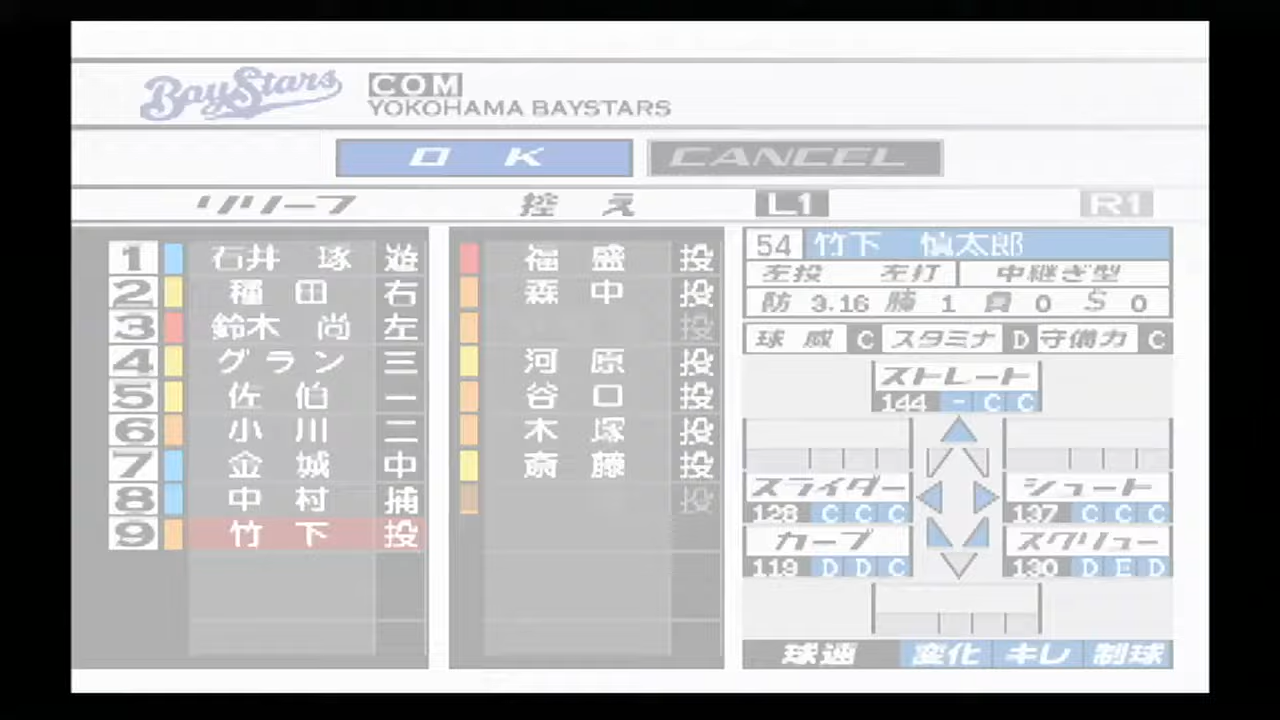 BayStars COM
YOKOHAMA BAYSTARS
O K CANCEL
リリーフ 控え L1 R1
1 石井 琢 遊
2 種田 右
3 鈴木 尚 左
4 グラン 三
5 佐伯 一
6 小川 二
7 金城 中
8 中村 捕
9 竹下 投
福盛 投
森中 投
投
河原 投
谷口 投
木塚 投
斎藤 投
投
54 竹下 慎太郎
左投 左打 中継ぎ型
防 3.16 勝 1 負 0 S 0
球威 C スタミナ D 守備力 C
ストレート
144 - C C
スライダー
128 C C C
シュート
137 C C C
カーブ
119 D D C
スクリュー
130 D E D
球速 変化 キレ 制球